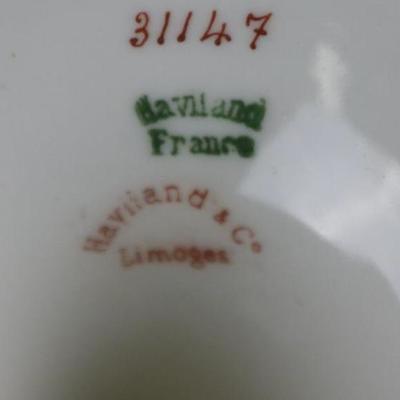 31147
Haviland
France
Haviland & Co
Limoges